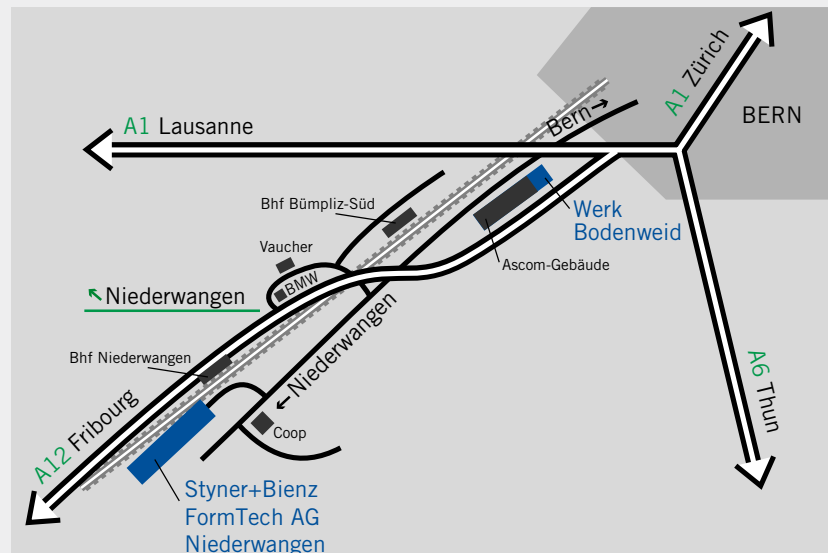 A1 Zürich
BERN
A1 Lausanne
Bern→
Bhf Bümpliz-Süd
Werk
Bodenweid
Vaucher
BMW
Ascom-Gebäude
↖Niederwangen
←Niederwangen
Bhf Niederwangen
A6 Thun
Coop
A12 Fribourg
Styner+Bienz
FormTech AG
Niederwangen